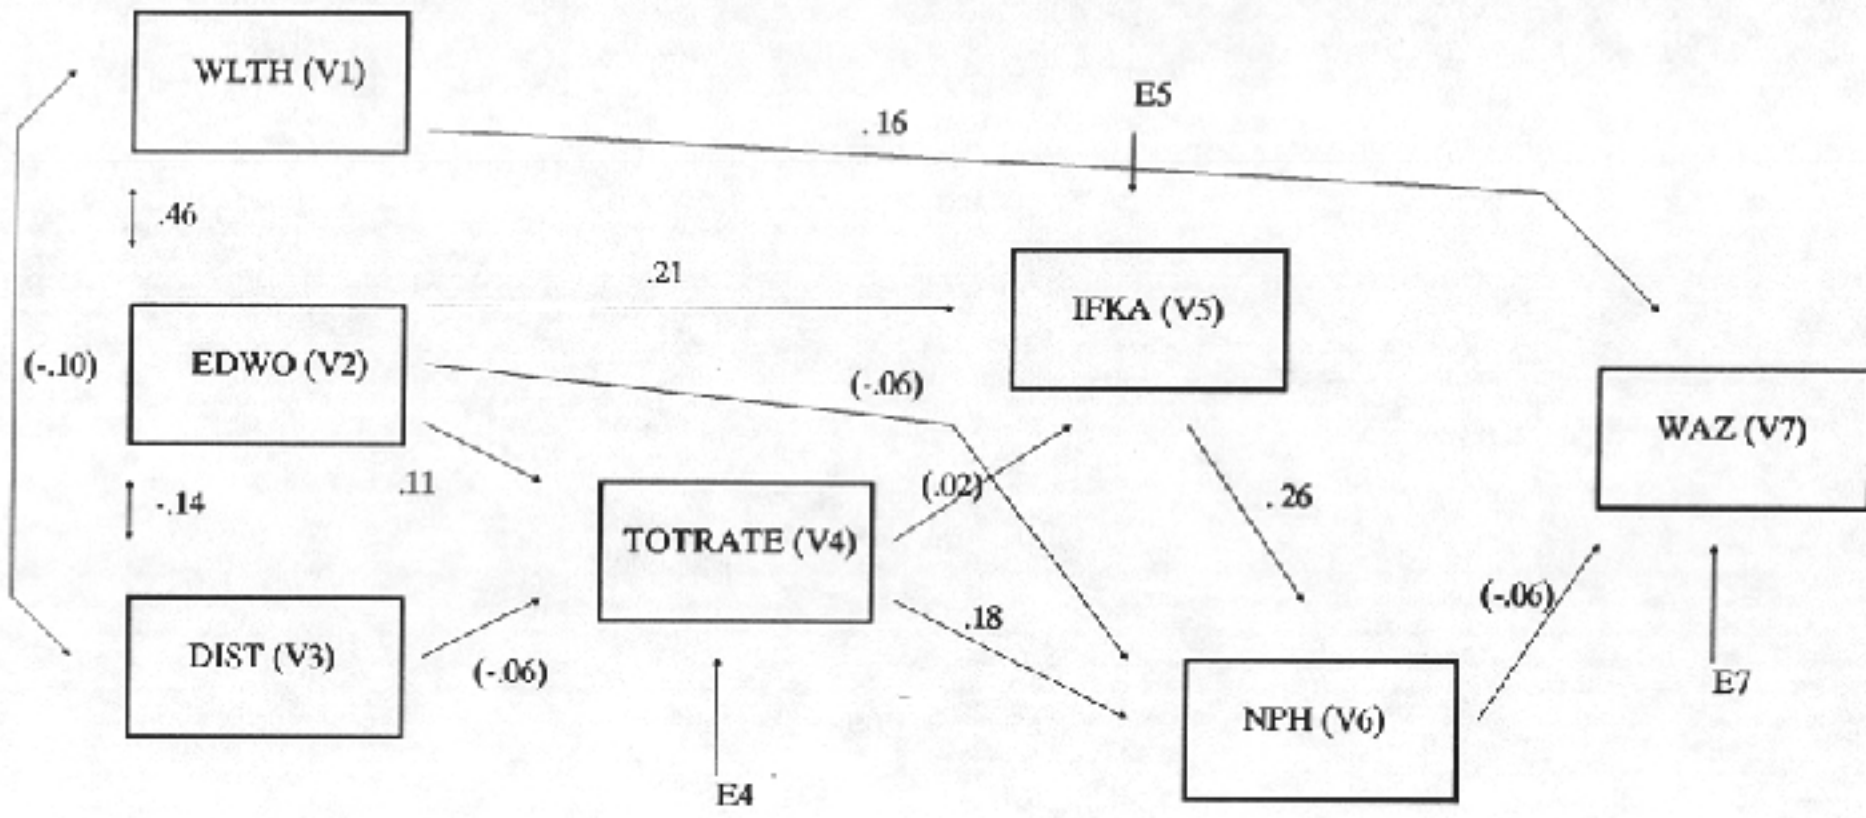 WLTH (V1)
E5
.16
.46
.21
IFKA (V5)
(-.10)
EDWO (V2)
(-.06)
WAZ (V7)
.11
(.02)
.26
-.14
TOTRATE (V4)
(-.06)
.18
DIST (V3)
(-.06)
E7
NPH (V6)
E4